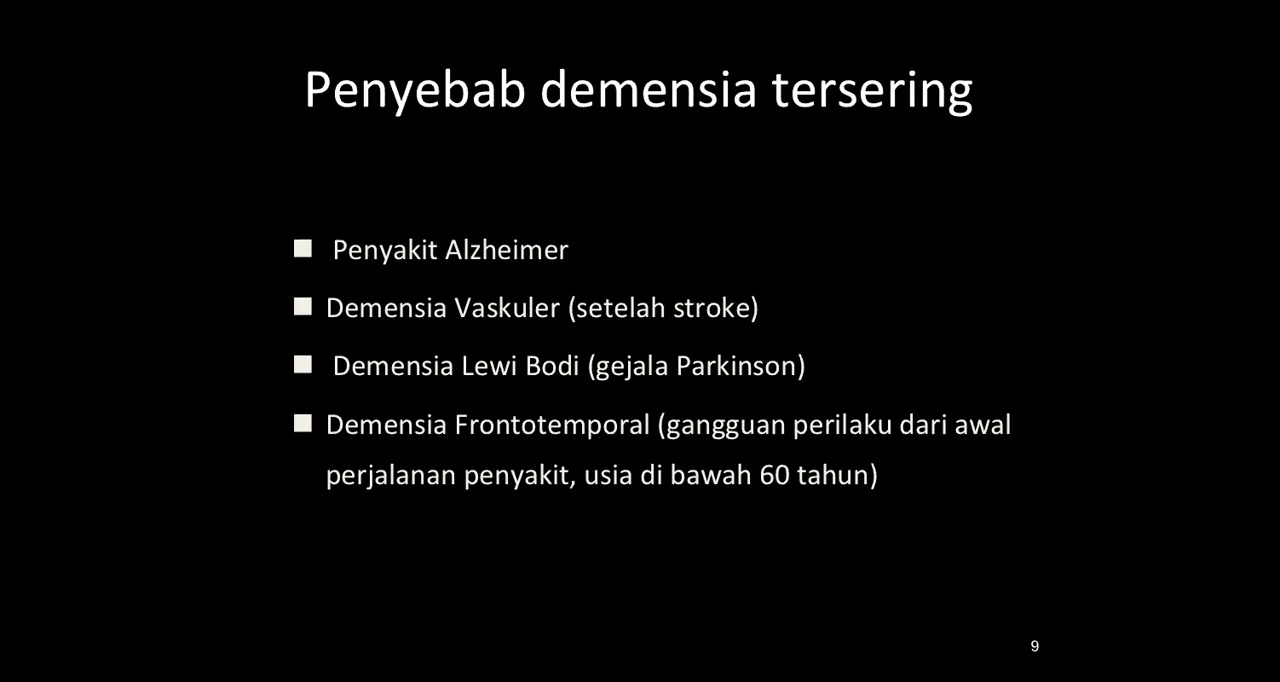 Penyebab demensia tersering
Penyakit Alzheimer
Demensia Vaskuler (setelah stroke)
Demensia Lewi Bodi (gejala Parkinson)
Demensia Frontotemporal (gangguan perilaku dari awal
perjalanan penyakit, usia di bawah 60 tahun)
9